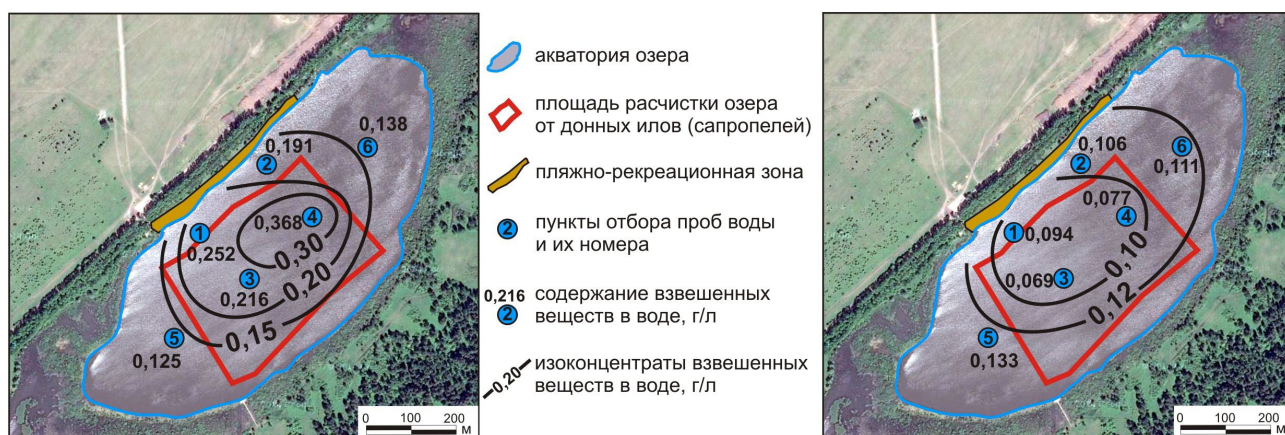 0,138
6
0,191
2
0,368
4
1
0,252
0,30
3
0,20
0,216
0,15
5
0,125
0 100 200
м
акватория озера
площадь расчистки озера
от донных илов (сапропелей)
пляжно-рекреационная зона
2
пункты отбора проб воды
и их номера
0,216
2
содержание взвешенных
веществ в воде, г/л
0,20
изоконцентраты взвешенных
веществ в воде, г/л
0,106
6
2
0,111
0,077
4
1
0,094
0,10
0,069
3
0,12
5
0,133
0 100 200
м